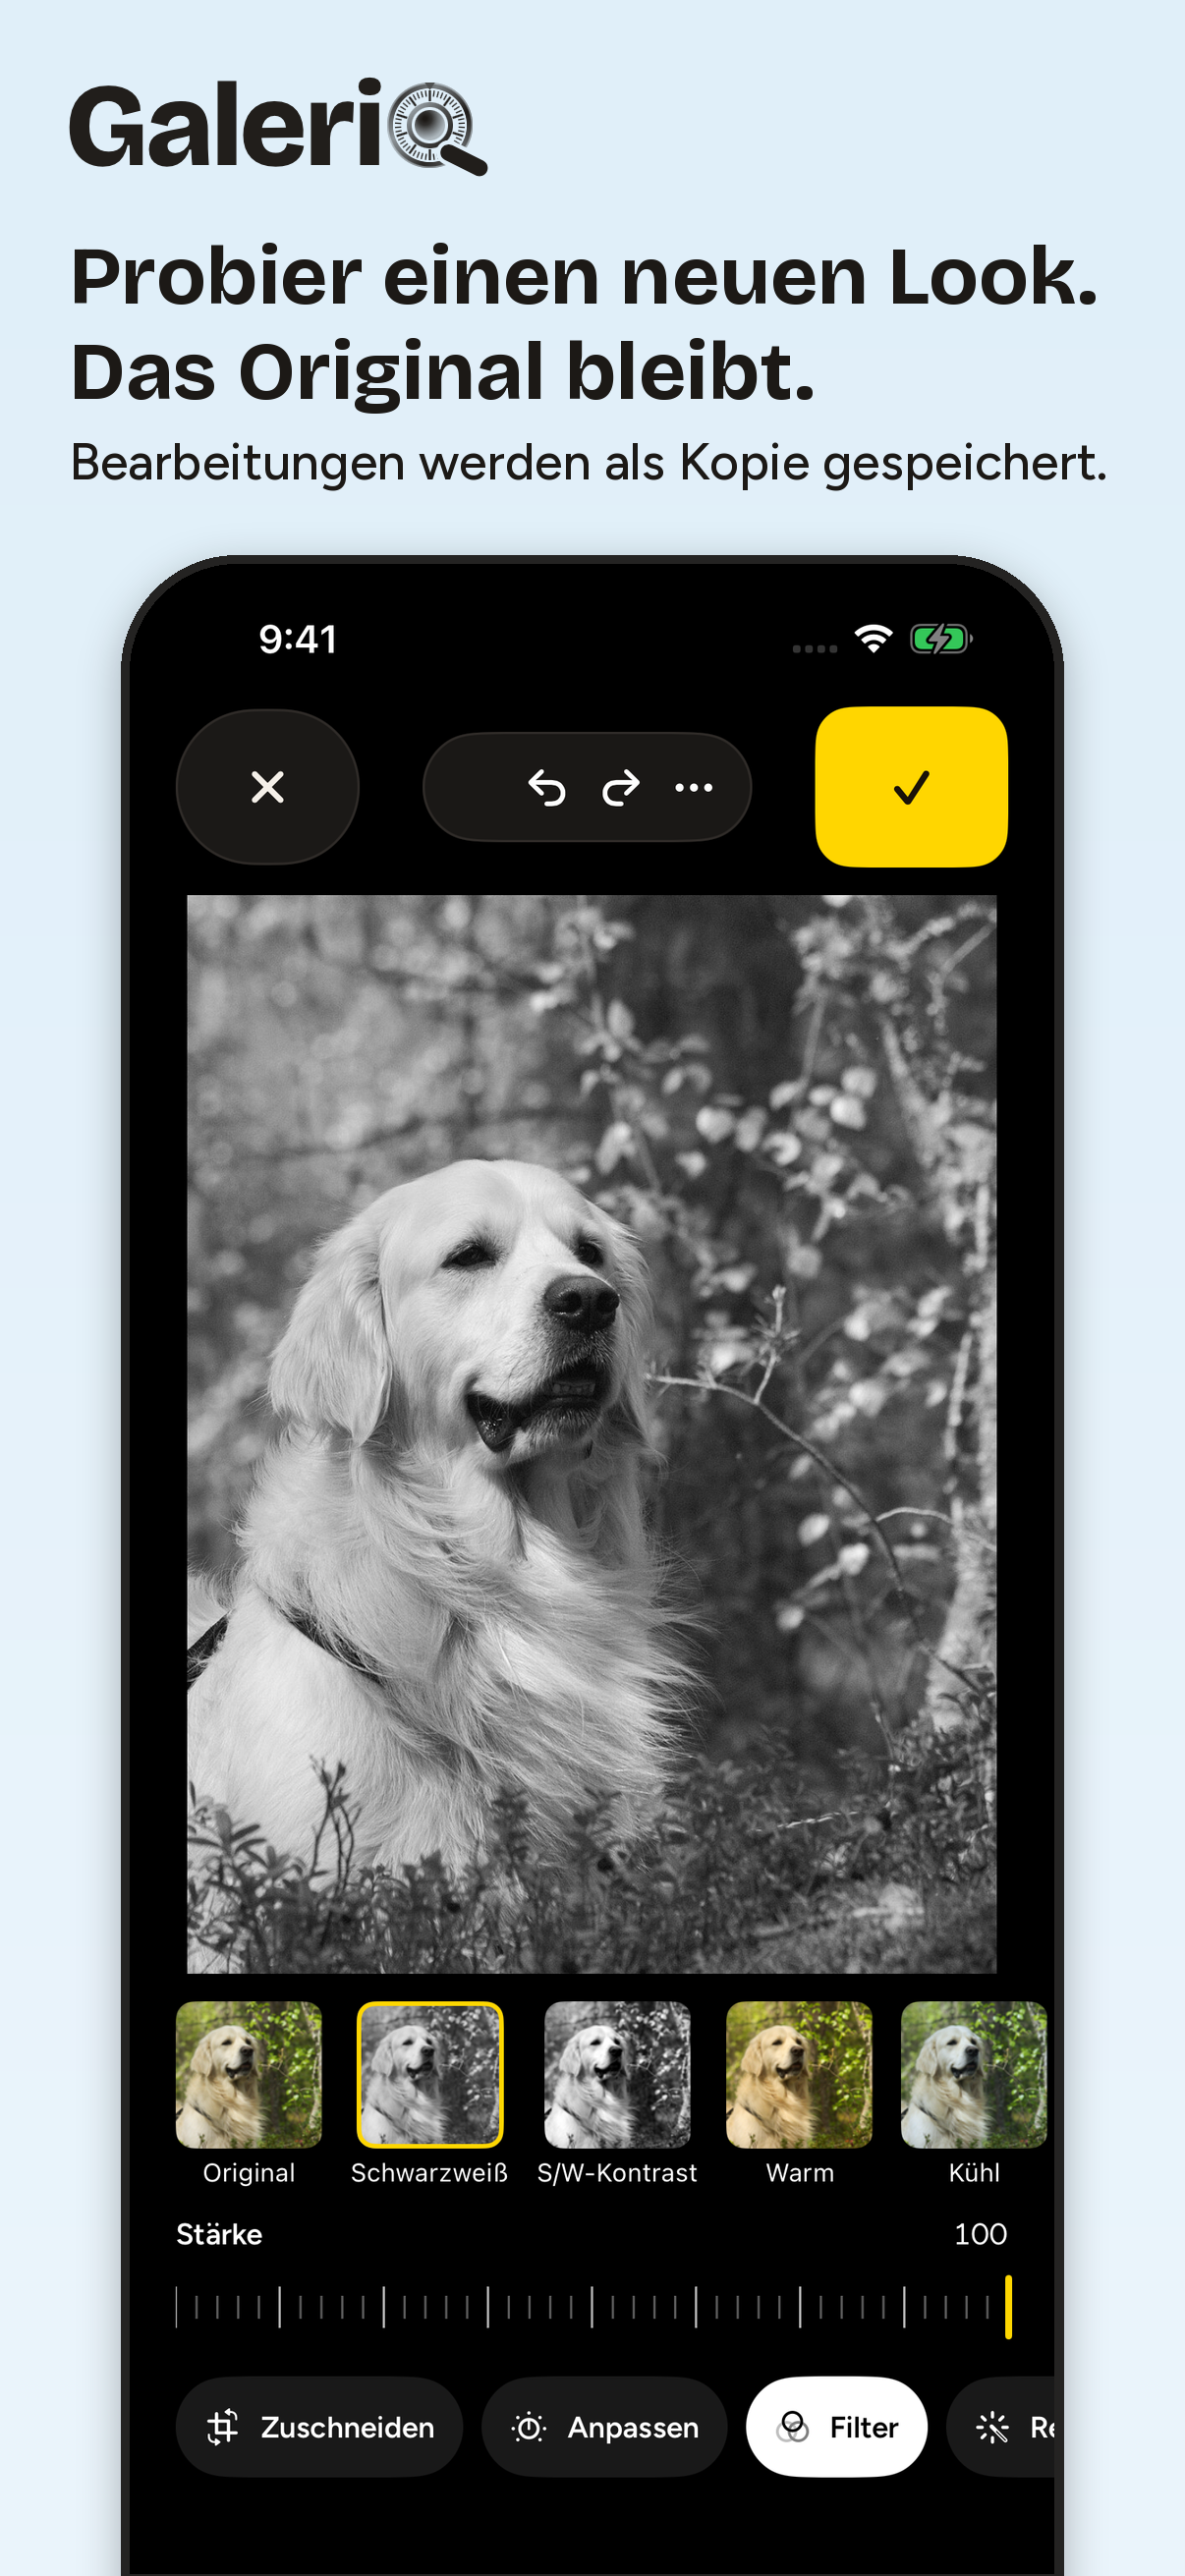 GaleriQ
Probier einen neuen Look.
Das Original bleibt.
Bearbeitungen werden als Kopie gespeichert.
9:41
Original Schwarzweiß S/W-Kontrast Warm Kühl
Stärke 100
Zuschneiden Anpassen Filter